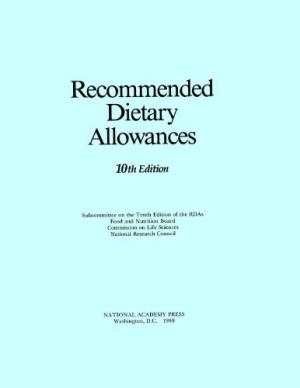 Recommended
Dietary
Allowances
10th Edition
Subcommittee on the Tenth Edition of the RDAs
Food and Nutrition Board
Commission on Life Sciences
National Research Council
NATIONAL ACADEMY PRESS
Washington, D.C. 1989